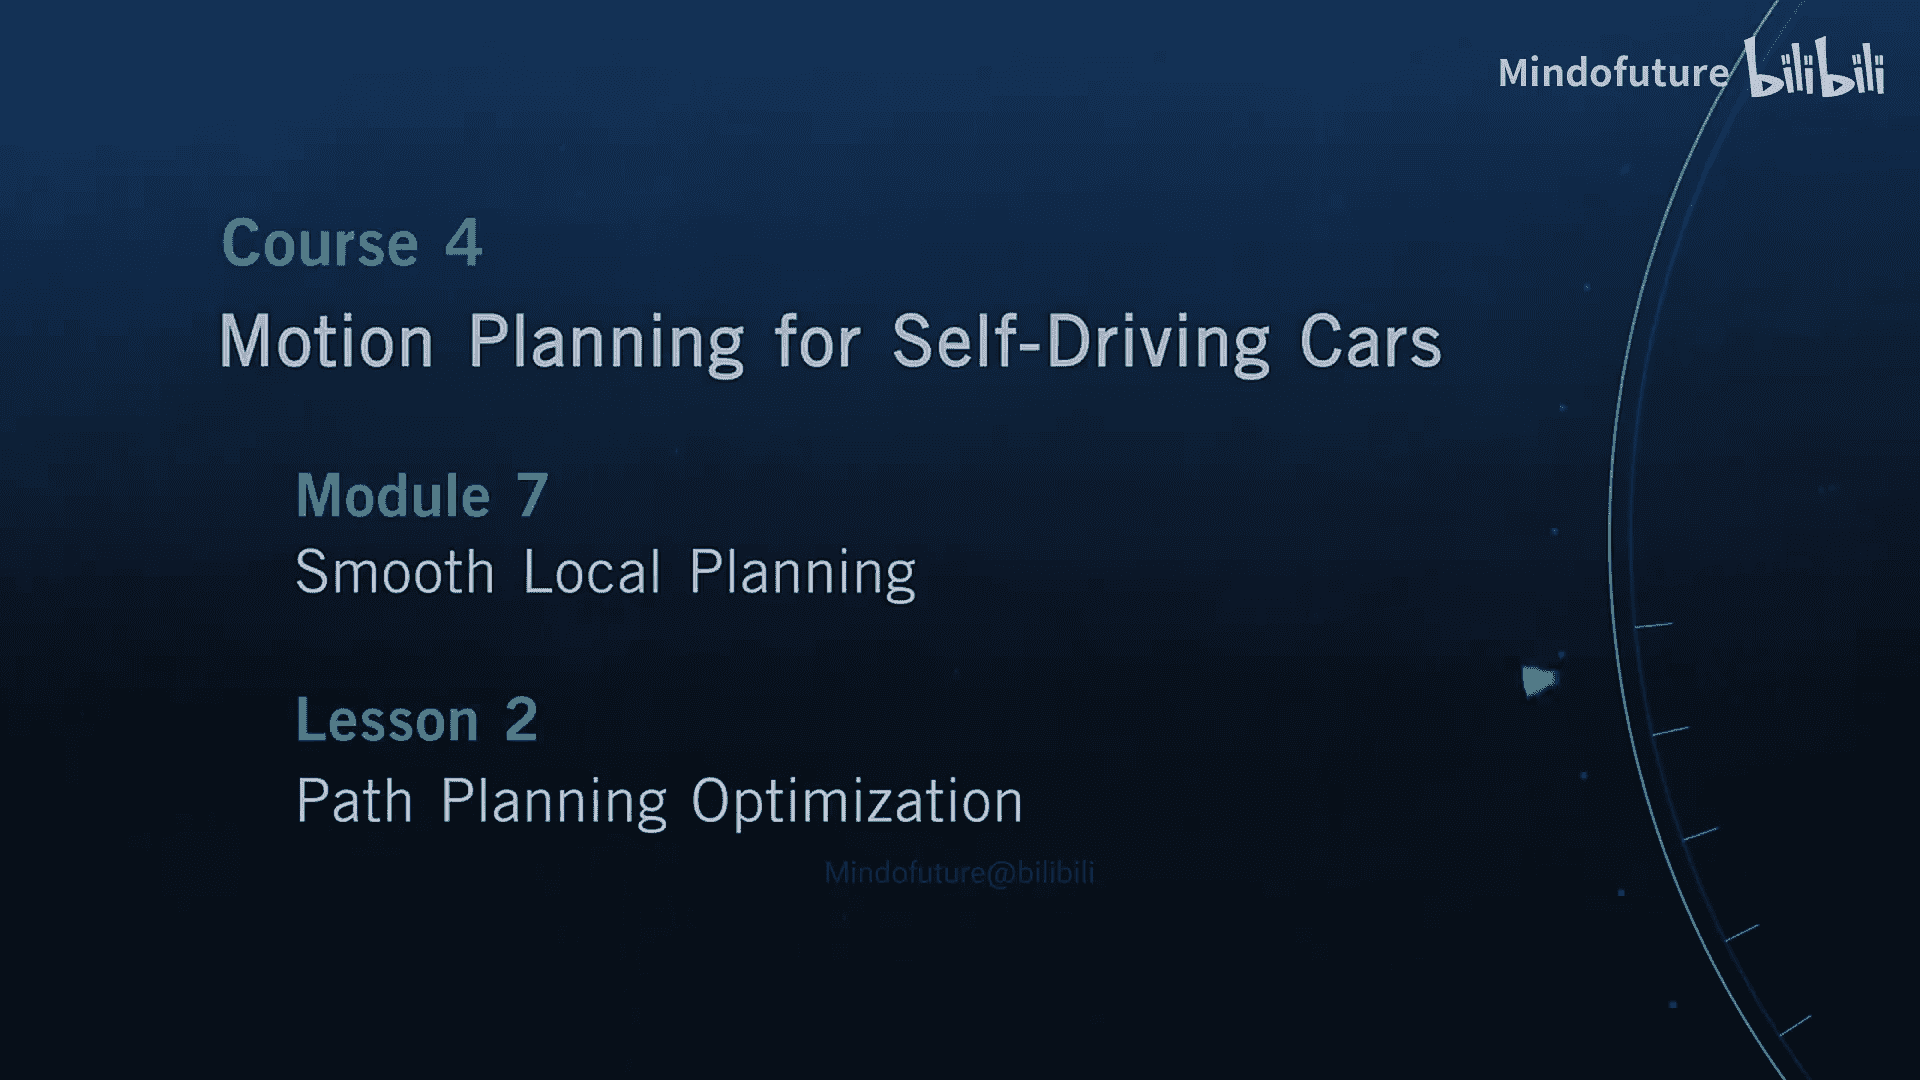 Mindofuture bilibili
Course 4
Motion Planning for Self-Driving Cars
Module 7
Smooth Local Planning
Lesson 2
Path Planning Optimization
Mindofuture@bilibili